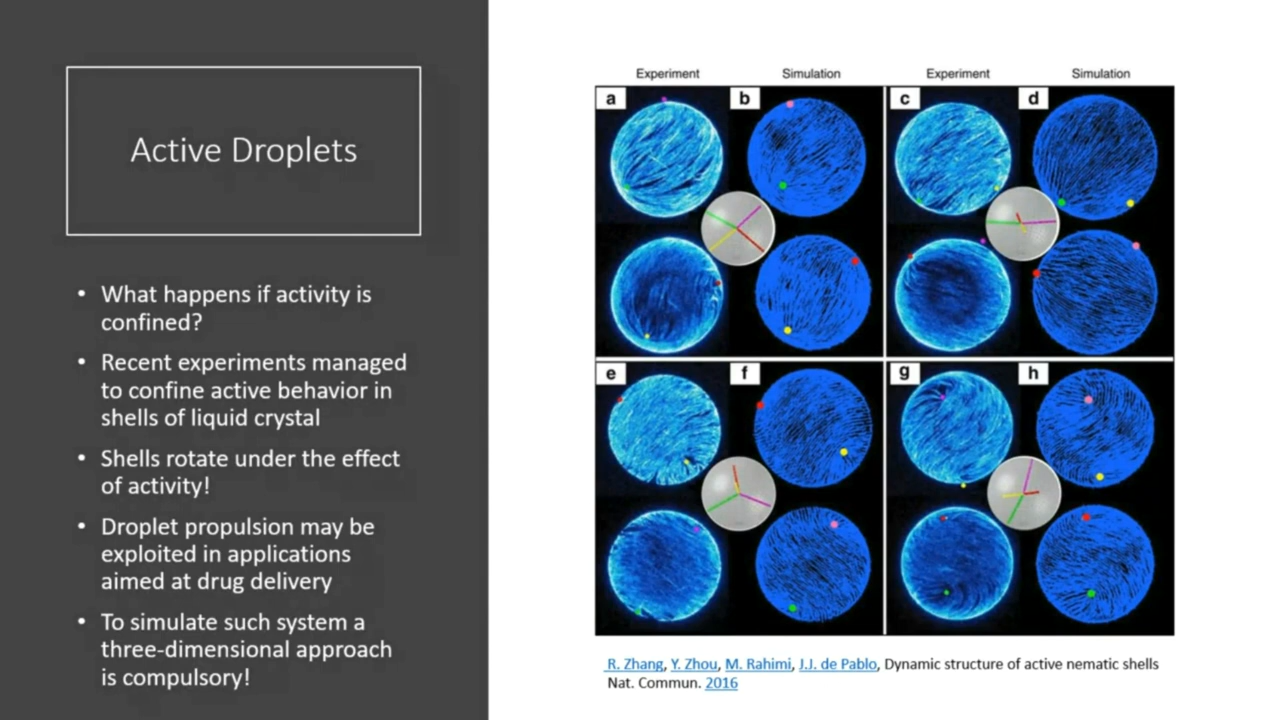 Active Droplets
• What happens if activity is
confined?
• Recent experiments managed
to confine active behavior in
shells of liquid crystal
• Shells rotate under the effect
of activity!
• Droplet propulsion may be
exploited in applications
aimed at drug delivery
• To simulate such system a
three-dimensional approach
is compulsory!
Experiment Simulation Experiment Simulation
a b c d
e f g h
R. Zhang, Y. Zhou, M. Rahimi, J.J. de Pablo, Dynamic structure of active nematic shells
Nat. Commun. 2016